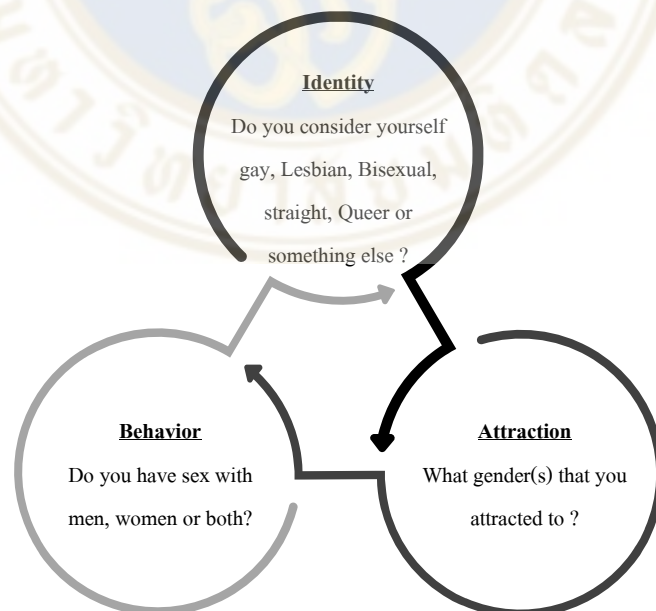 Identity
Do you consider yourself
gay, Lesbian, Bisexual,
straight, Queer or
something else ?
Behavior
Do you have sex with
men, women or both?
Attraction
What gender(s) that you
attracted to ?